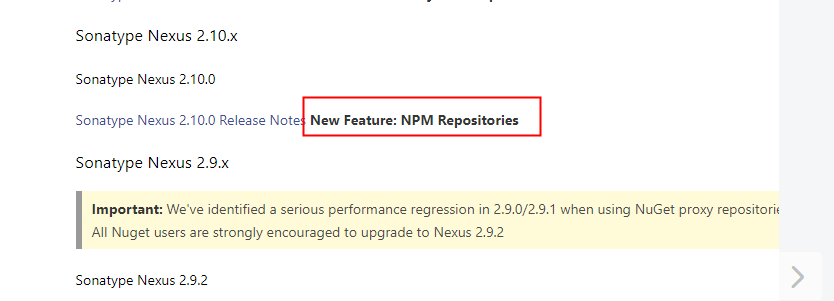 Sonatype Nexus 2.10.x
Sonatype Nexus 2.10.0
Sonatype Nexus 2.10.0 Release Notes New Feature: NPM Repositories
Sonatype Nexus 2.9.x
Important: We've identified a serious performance regression in 2.9.0/2.9.1 when using NuGet proxy
All Nuget users are strongly encouraged to upgrade to Nexus 2.9.2
Sonatype Nexus 2.9.2